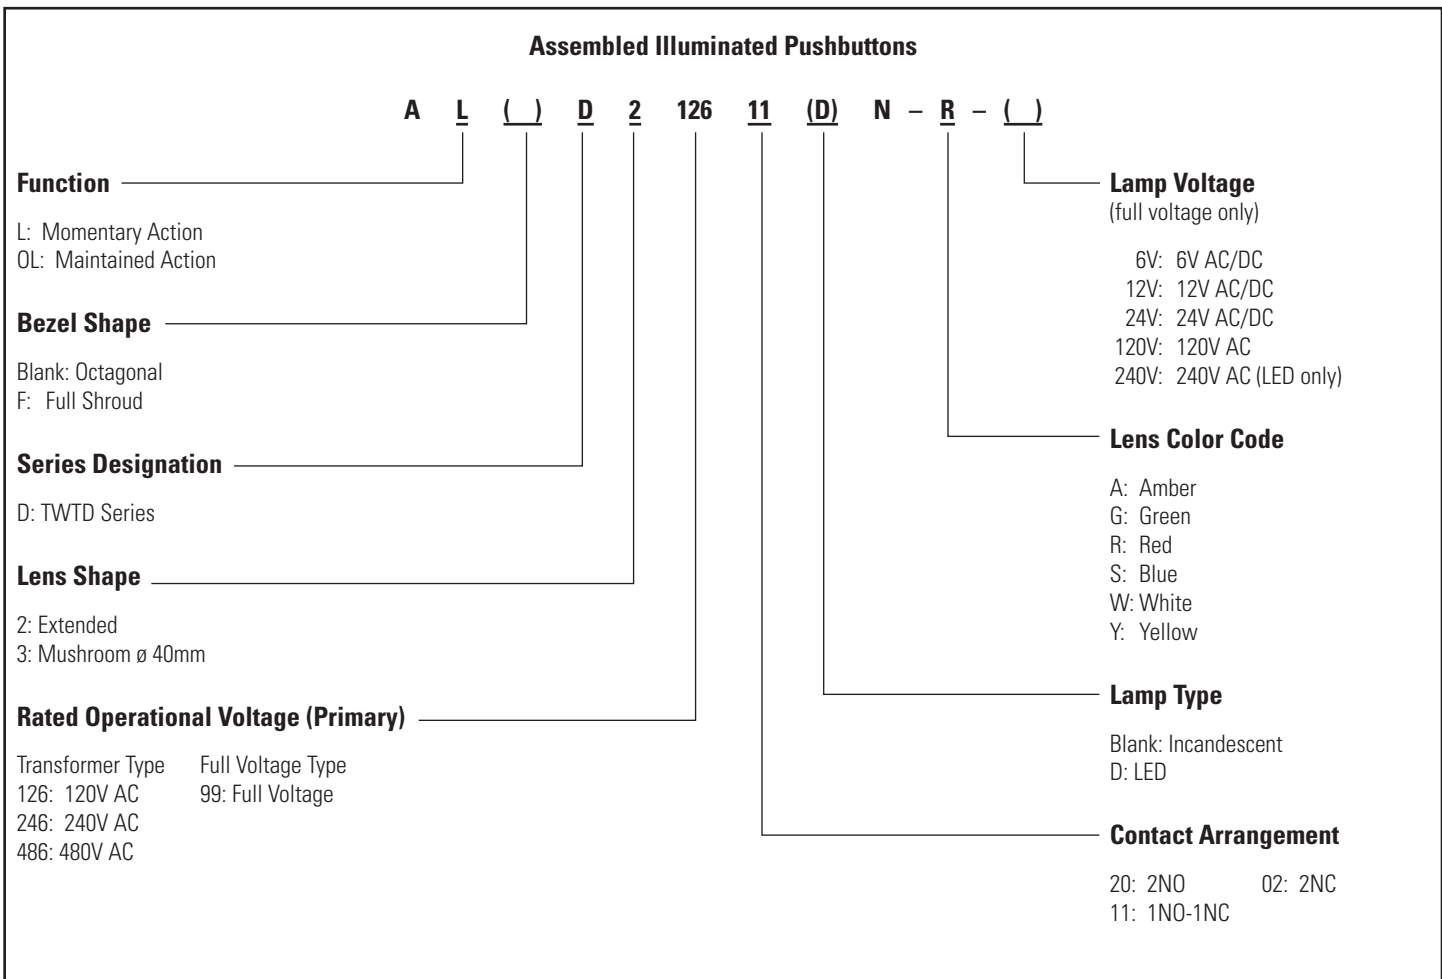 Assembled Illuminated Pushbuttons
A L ( ) D 2 126 11 (D) N – R – ( )
Function
L: Momentary Action
OL: Maintained Action
Bezel Shape
Blank: Octagonal
F: Full Shroud
Series Designation
D: TWTD Series
Lens Shape
2: Extended
3: Mushroom ø 40mm
Rated Operational Voltage (Primary)
Transformer Type Full Voltage Type
126: 120V AC 99: Full Voltage
246: 240V AC
486: 480V AC
Lamp Voltage
(full voltage only)
6V: 6V AC/DC
12V: 12V AC/DC
24V: 24V AC/DC
120V: 120V AC
240V: 240V AC (LED only)
Lens Color Code
A: Amber
G: Green
R: Red
S: Blue
W: White
Y: Yellow
Lamp Type
Blank: Incandescent
D: LED
Contact Arrangement
20: 2NO 02: 2NC
11: 1NO-1NC